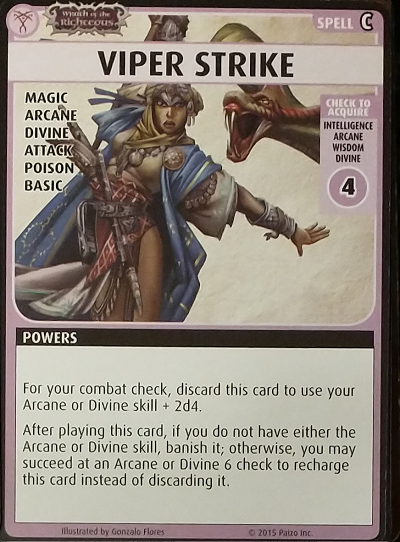 Wrath of the
Righteous
SPELL C
VIPER STRIKE
MAGIC
ARCANE
DIVINE
ATTACK
POISON
BASIC
CHECK TO
ACQUIRE
INTELLIGENCE
ARCANE
WISDOM
DIVINE
4
POWERS
For your combat check, discard this card to use your
Arcane or Divine skill + 2d4.
After playing this card, if you do not have either the
Arcane or Divine skill, banish it; otherwise, you may
succeed at an Arcane or Divine 6 check to recharge
this card instead of discarding it.
Illustrated by Gonzalo Flores
© 2015 Paizo Inc.